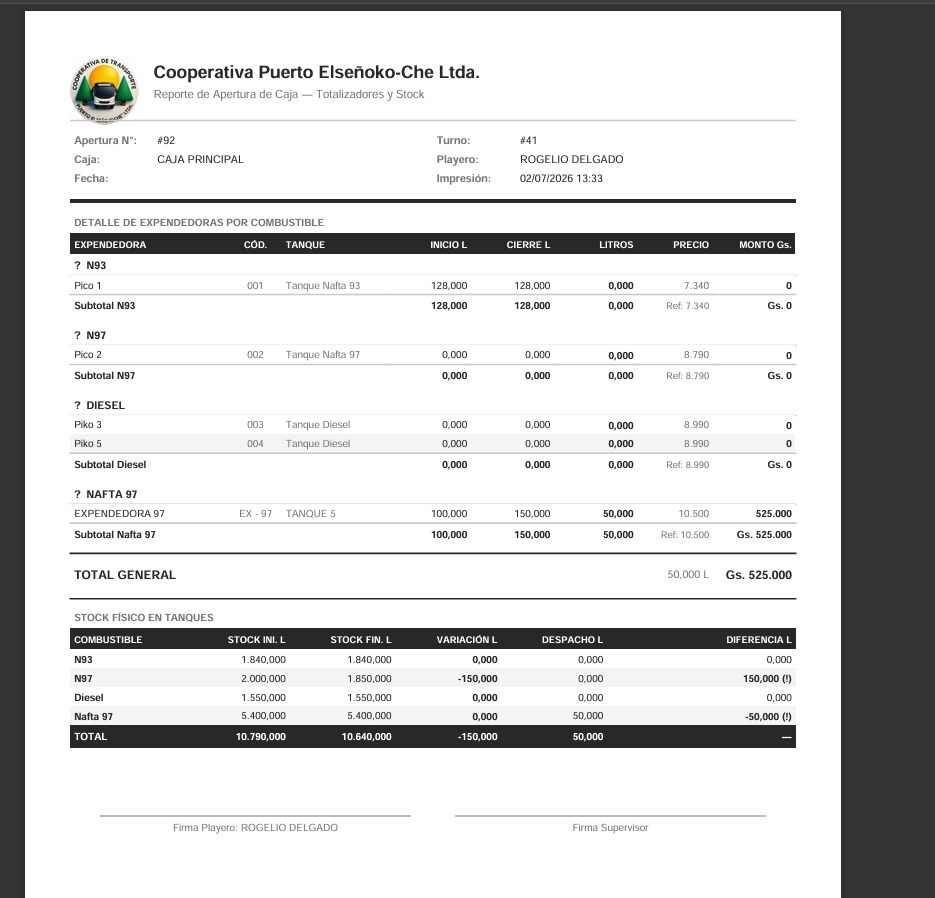 COOPERATIVA DE TRANSPORTE
Cooperativa Puerto Elseñoko-Che Ltda.
Reporte de Apertura de Caja — Totalizadores y Stock
Apertura N°: #92 Turno: #41
Caja: CAJA PRINCIPAL Playero: ROGELIO DELGADO
Fecha: Impresión: 02/07/2026 13:33
DETALLE DE EXPENDEDORAS POR COMBUSTIBLE
EXPENDEDORA CÓD. TANQUE INICIO L CIERRE L LITROS PRECIO MONTO Gs.
? N93
Pico 1 001 Tanque Nafta 93 128,000 128,000 0,000 7.340 0
Subtotal N93 128,000 128,000 0,000 Ref: 7.340 Gs. 0
? N97
Pico 2 002 Tanque Nafta 97 0,000 0,000 0,000 8.790 0
Subtotal N97 0,000 0,000 0,000 Ref: 8.790 Gs. 0
? DIESEL
Piko 3 003 Tanque Diesel 0,000 0,000 0,000 8.990 0
Piko 5 004 Tanque Diesel 0,000 0,000 0,000 8.990 0
Subtotal Diesel 0,000 0,000 0,000 Ref: 8.990 Gs. 0
? NAFTA 97
EXPENDEDORA 97 EX - 97 TANQUE 5 100,000 150,000 50,000 10.500 525.000
Subtotal Nafta 97 100,000 150,000 50,000 Ref: 10.500 Gs. 525.000
TOTAL GENERAL 50,000 L Gs. 525.000
STOCK FÍSICO EN TANQUES
COMBUSTIBLE STOCK INI. L STOCK FIN. L VARIACIÓN L DESPACHO L DIFERENCIA L
N93 1.840,000 1.840,000 0,000 0,000 0,000
N97 2.000,000 1.850,000 -150,000 0,000 150,000 (!)
Diesel 1.550,000 1.550,000 0,000 0,000 0,000
Nafta 97 5.400,000 5.400,000 0,000 50,000 -50,000 (!)
TOTAL 10.790,000 10.640,000 -150,000 50,000 —
Firma Playero: ROGELIO DELGADO Firma Supervisor